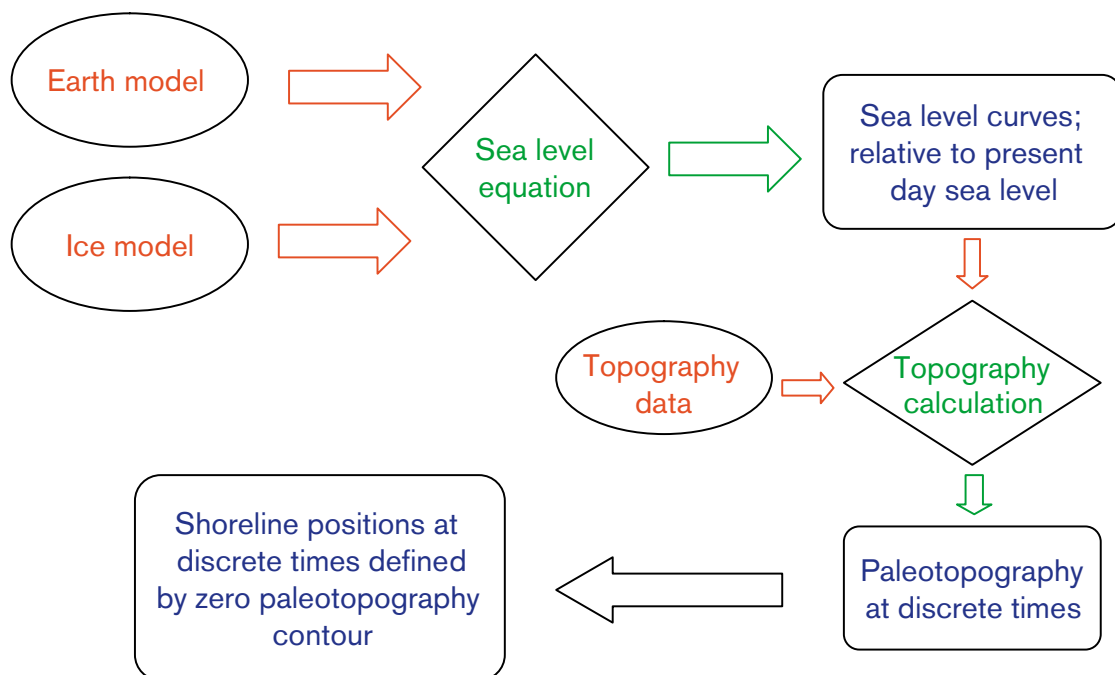 Earth model
Ice model
Sea level
equation
Sea level curves;
relative to present
day sea level
Topography
data
Topography
calculation
Paleotopography
at discrete times
Shoreline positions at
discrete times defined
by zero paleotopography
contour